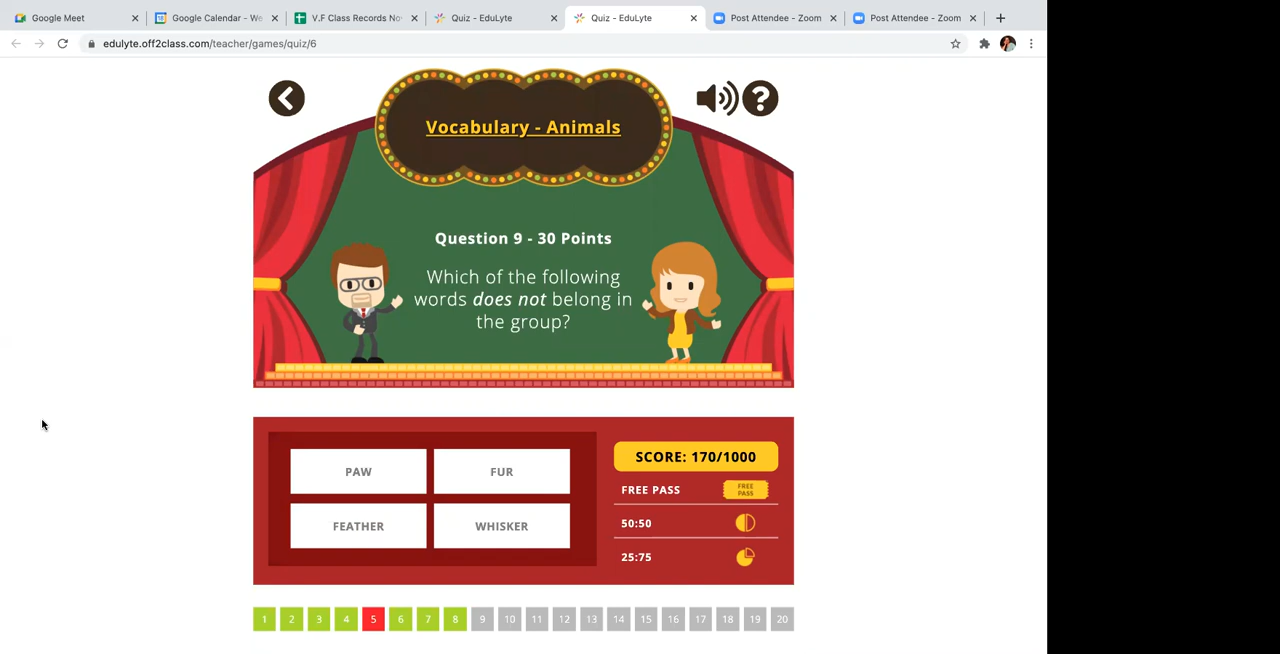 Google Meet
Google Calendar - We
V.F Class Records No
Quiz - EduLyte
Quiz - EduLyte
Post Attendee - Zoom
Post Attendee - Zoom
edulyte.off2class.com/teacher/games/quiz/6
Vocabulary - Animals
Question 9 - 30 Points
Which of the following
words does not belong in
the group?
PAW
FUR
FEATHER
WHISKER
SCORE: 170/1000
FREE PASS
FREE
PASS
50:50
25:75
1 2 3 4 5 6 7 8 9 10 11 12 13 14 15 16 17 18 19 20